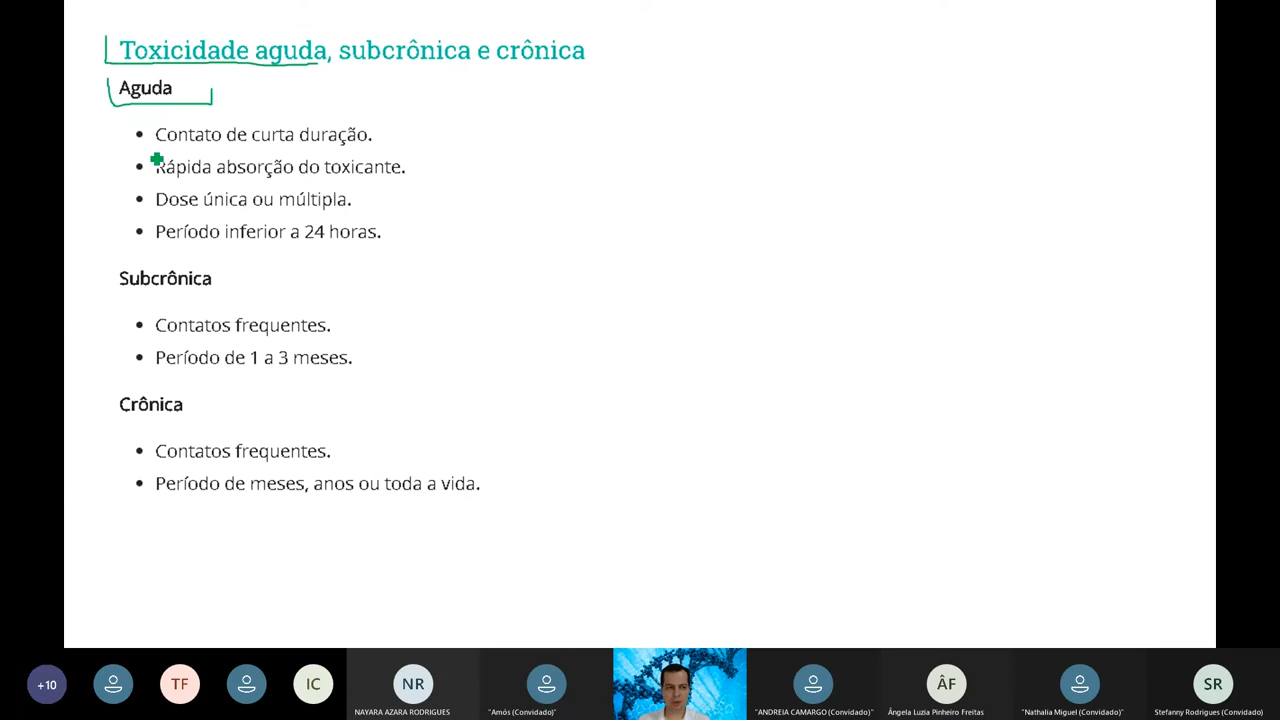 Toxicidade aguda, subcrônica e crônica
Aguda
Contato de curta duração.
Rápida absorção do toxicante.
Dose única ou múltipla.
Período inferior a 24 horas.
Subcrônica
Contatos frequentes.
Período de 1 a 3 meses.
Crônica
Contatos frequentes.
Período de meses, anos ou toda a vida.
+10
TF
IC
NR
ÂF
SR
NAYARA AZARA RODRIGUES
"Amós (Convidado)"
"ANDREIA CAMARGO (Convidado)"
Ângela Luzia Pinheiro Freitas
"Nathalia Miguel (Convidado)"
Stefanny Rodrigues (Convidado)